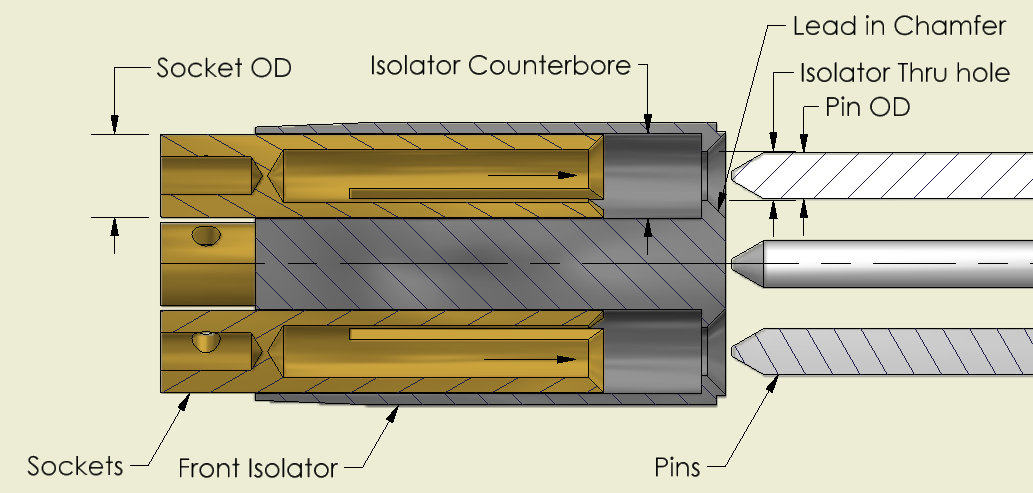 Lead in Chamfer
Socket OD
Isolator Counterbore
Isolator Thru hole
Pin OD
Sockets
Front Isolator
Pins